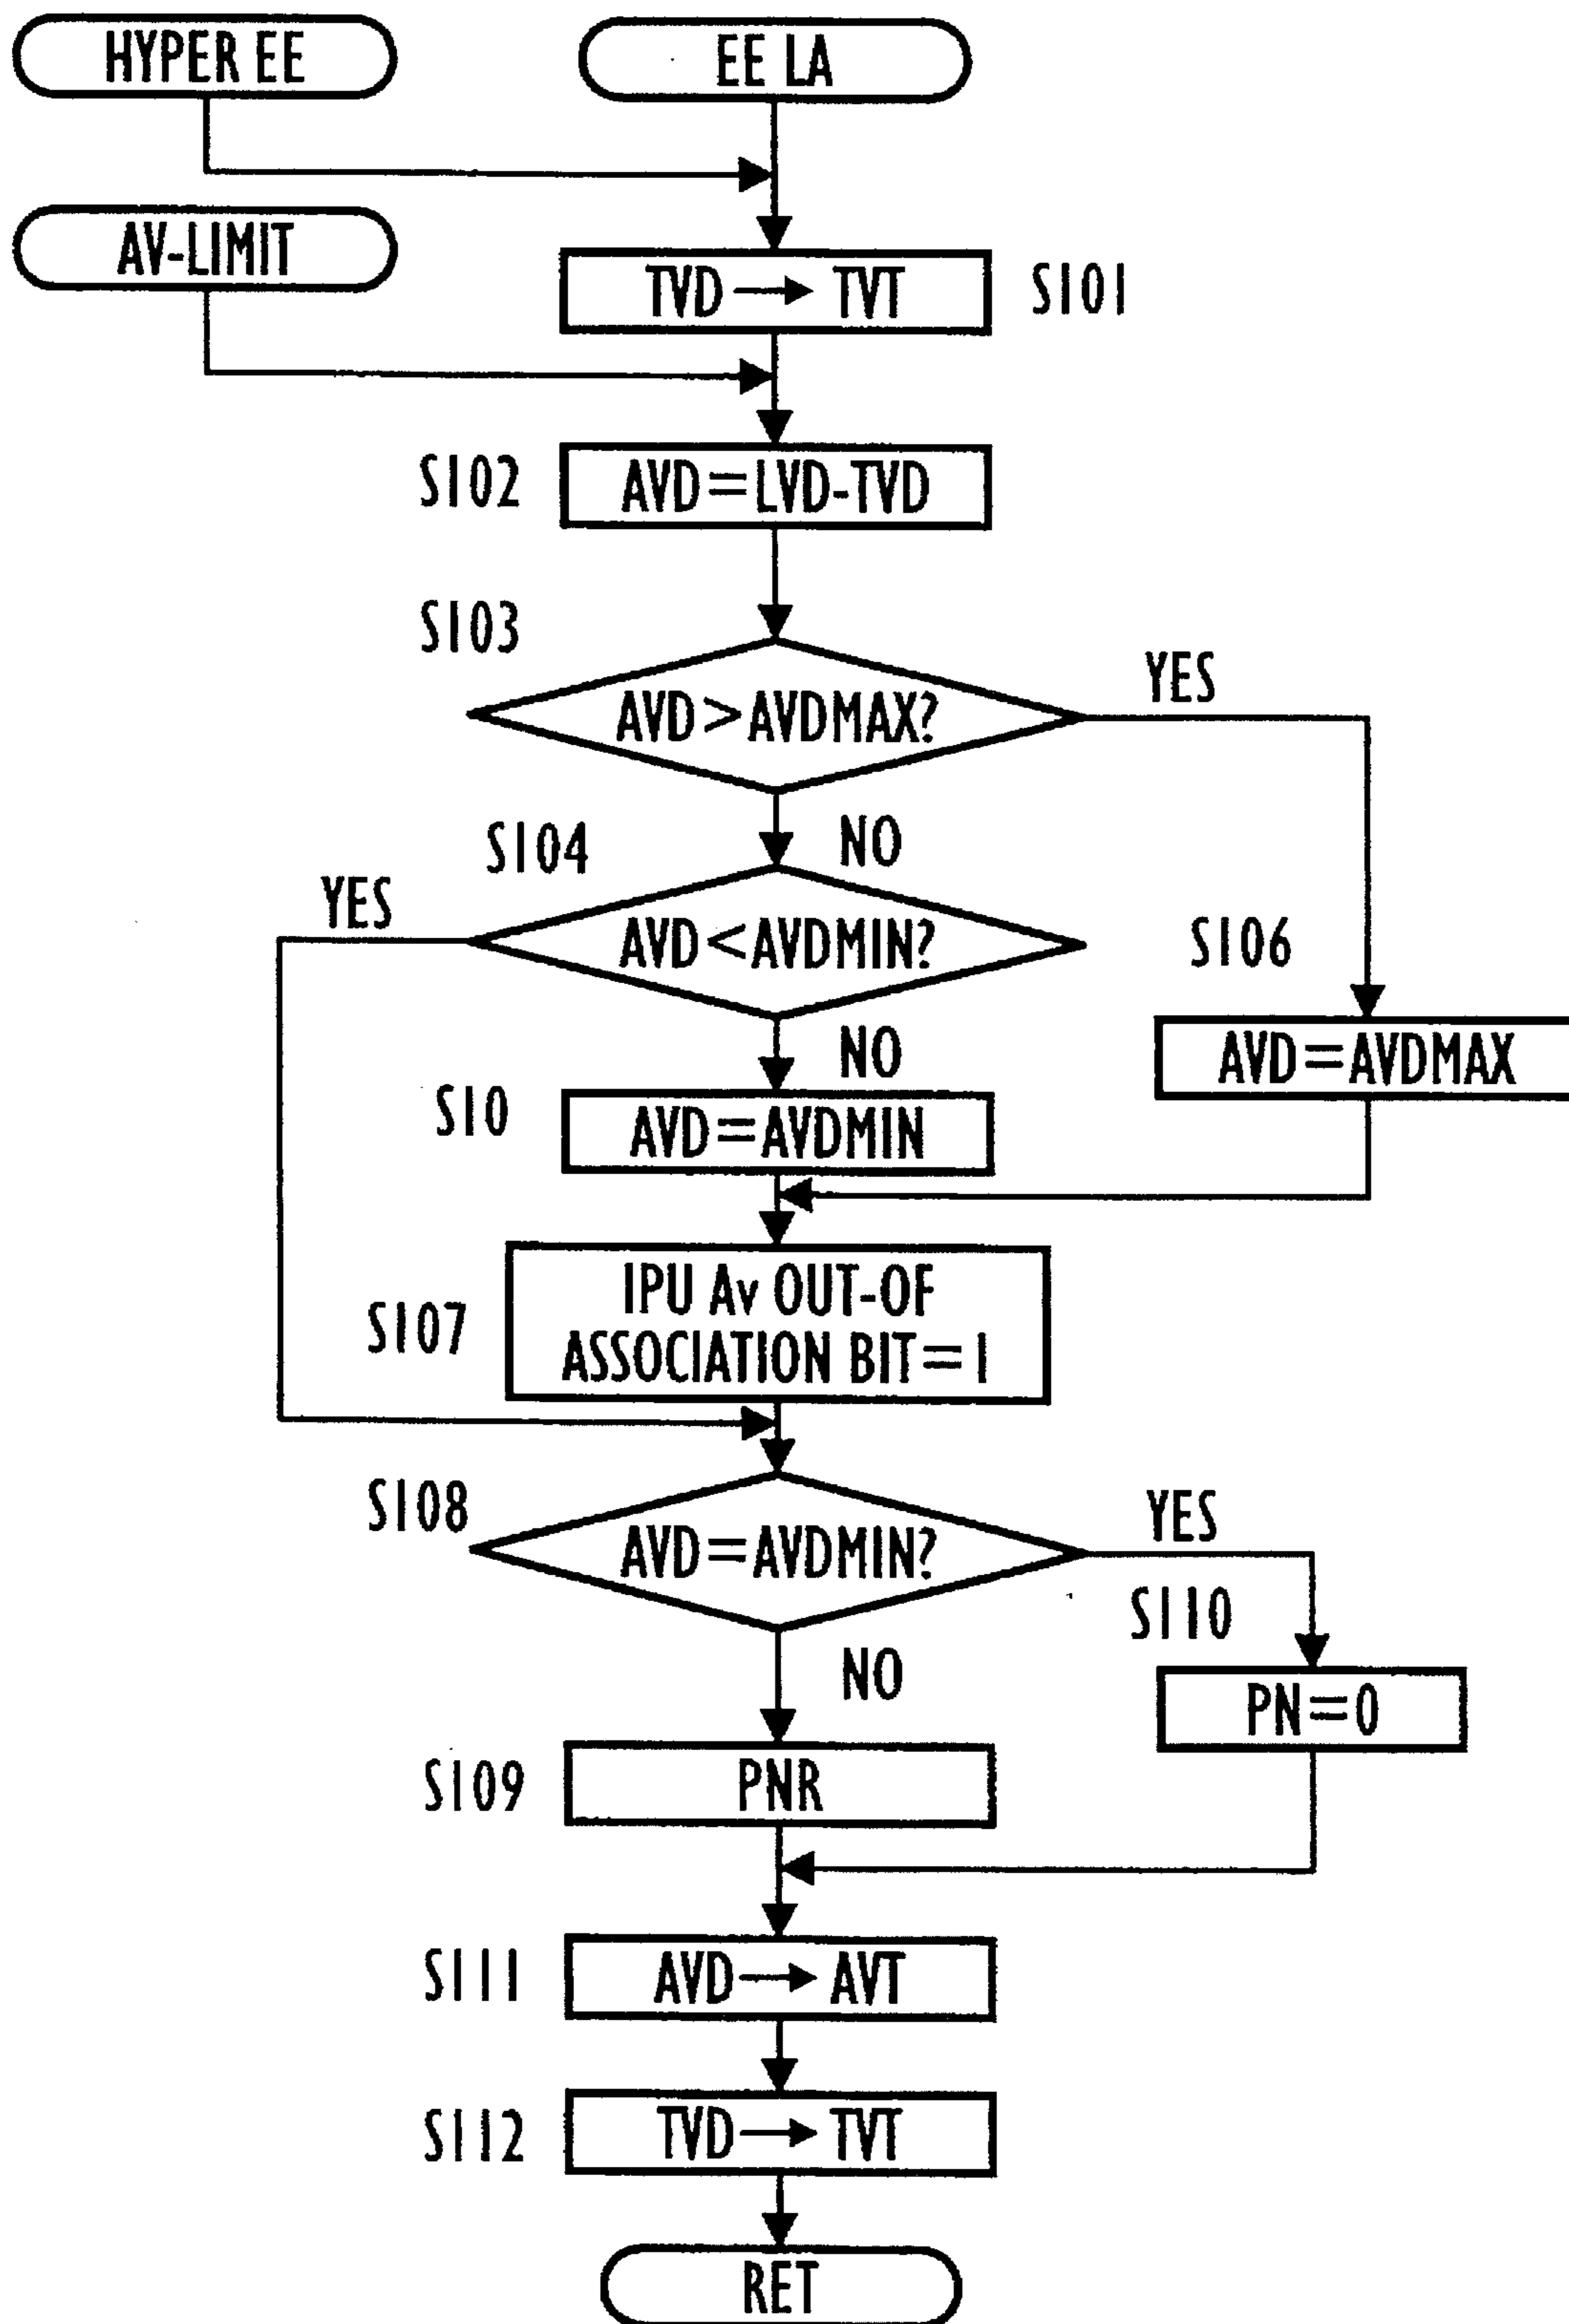 HYPER EE
EE LA
AV-LIMIT
TVD → TVT
S101
S102
AVD=LVD-TVD
S103
AVD>AVDMAX?
YES
NO
S104
YES
AVD<AVDMIN?
S106
NO
AVD=AVDMAX
S10
AVD=AVDMIN
S107
IPU Av OUT-OF
ASSOCIATION BIT=1
S108
AVD=AVDMIN?
YES
S110
NO
PN=0
S109
PNR
S111
AVD → AVT
S112
TVD → TVT
RET